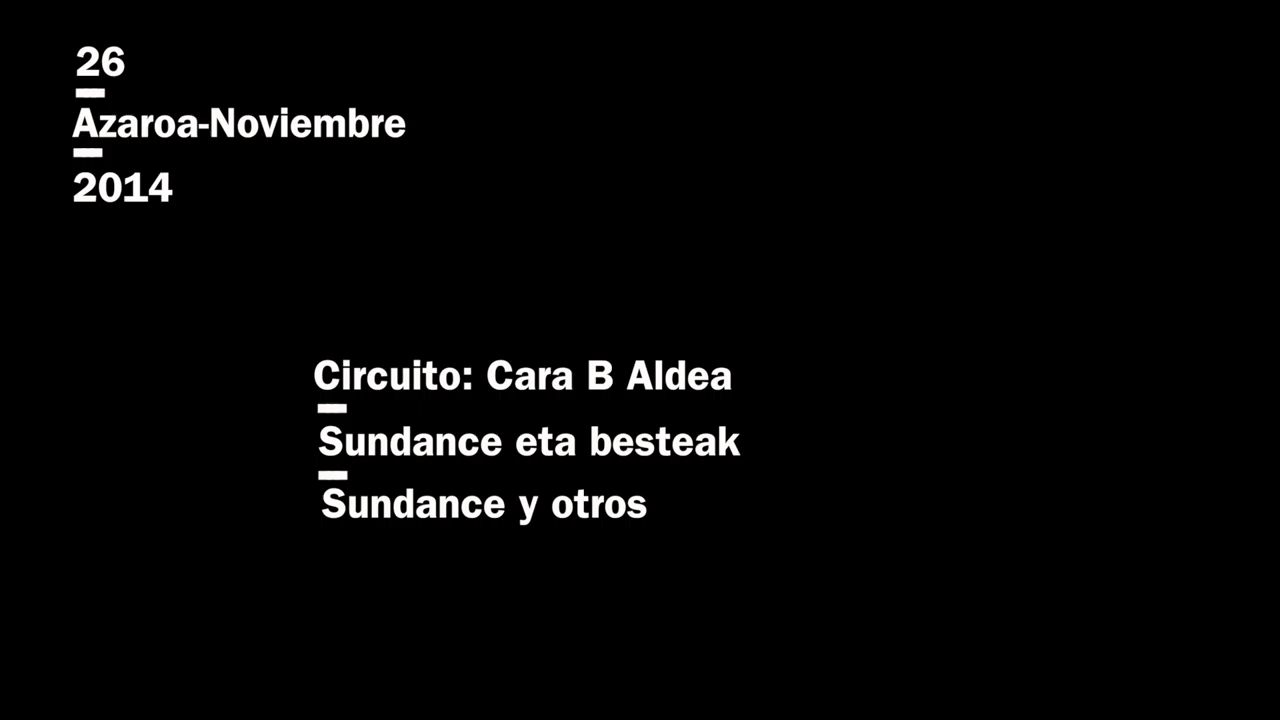 26
Azaroa-Noviembre
2014
Circuito: Cara B Aldea
Sundance eta besteak
Sundance y otros